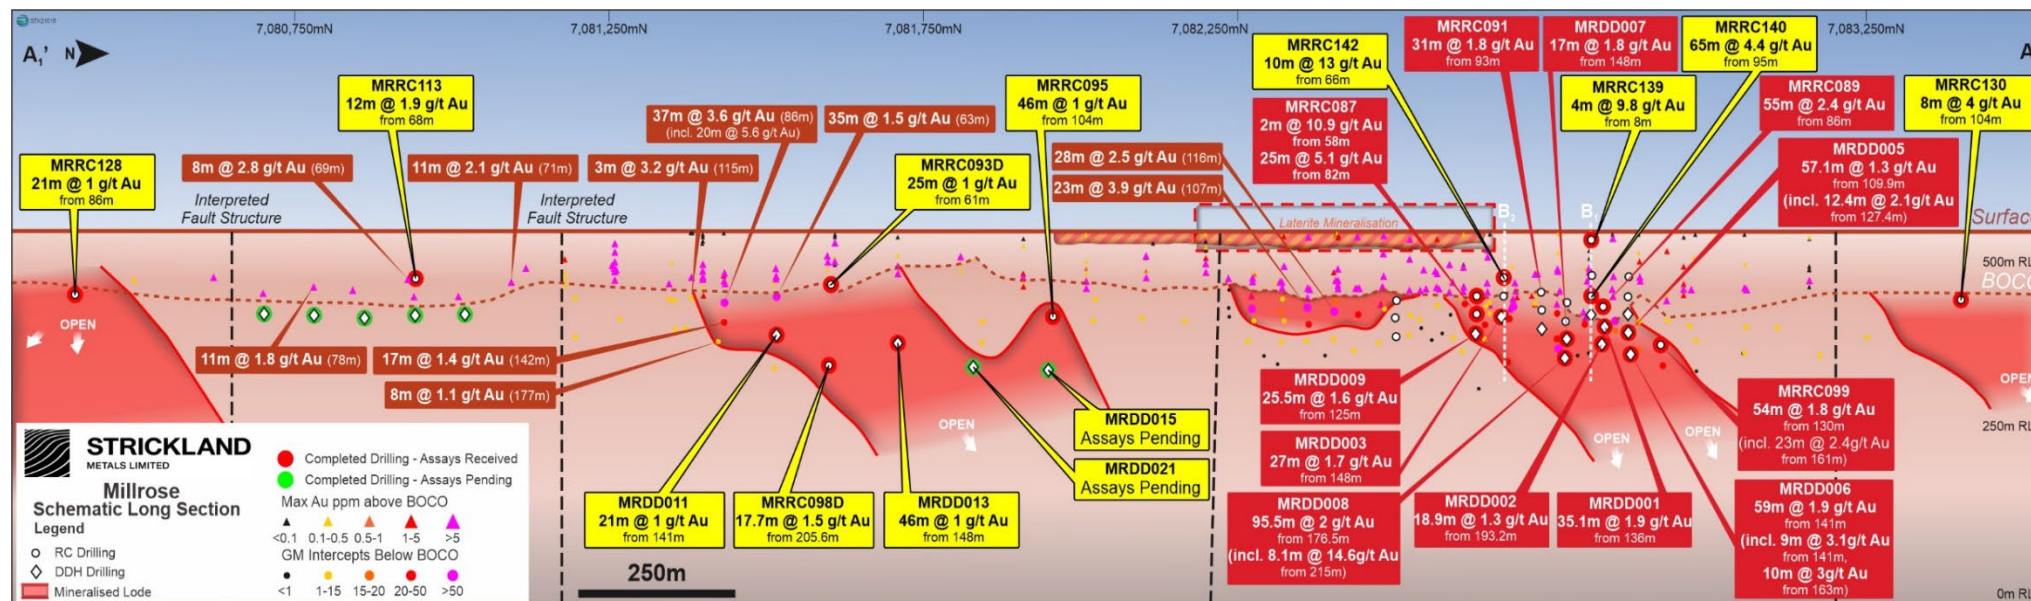 7,080,750mN
7,081,250mN
7,081,750mN
7,082,250mN
7,083,250mN
A₁'
N
A
MRRC128
21m @ 1 g/t Au
from 86m
8m @ 2.8 g/t Au (69m)
Interpreted
Fault Structure
MRRC113
12m @ 1.9 g/t Au
from 68m
11m @ 2.1 g/t Au (71m)
Interpreted
Fault Structure
37m @ 3.6 g/t Au (86m)
(incl. 20m @ 5.6 g/t Au)
3m @ 3.2 g/t Au (115m)
35m @ 1.5 g/t Au (63m)
MRRC093D
25m @ 1 g/t Au
from 61m
MRRC095
46m @ 1 g/t Au
from 104m
28m @ 2.5 g/t Au (116m)
23m @ 3.9 g/t Au (107m)
MRRC142
10m @ 13 g/t Au
from 66m
MRRC087
2m @ 10.9 g/t Au
from 58m
25m @ 5.1 g/t Au
from 82m
MRRC091
31m @ 1.8 g/t Au
from 93m
MRDD007
17m @ 1.8 g/t Au
from 148m
MRRC140
65m @ 4.4 g/t Au
from 95m
MRRC139
4m @ 9.8 g/t Au
from 8m
MRRC089
55m @ 2.4 g/t Au
from 86m
MRDD005
57.1m @ 1.3 g/t Au
from 109.9m
(incl. 12.4m @ 2.1g/t Au
from 127.4m)
MRRC130
8m @ 4 g/t Au
from 104m
Laterite Mineralisation
B₂
B₁
Surface
500m RL
BOCO
250m RL
0m RL
OPEN
OPEN
OPEN
OPEN
OPEN
11m @ 1.8 g/t Au (78m)
17m @ 1.4 g/t Au (142m)
8m @ 1.1 g/t Au (177m)
MRDD011
21m @ 1 g/t Au
from 141m
MRRC098D
17.7m @ 1.5 g/t Au
from 205.6m
MRDD013
46m @ 1 g/t Au
from 148m
MRDD015
Assays Pending
MRDD021
Assays Pending
MRDD009
25.5m @ 1.6 g/t Au
from 125m
MRDD003
27m @ 1.7 g/t Au
from 148m
MRDD008
95.5m @ 2 g/t Au
from 176.5m
(incl. 8.1m @ 14.6g/t Au
from 215m)
MRDD002
18.9m @ 1.3 g/t Au
from 193.2m
MRDD001
35.1m @ 1.9 g/t Au
from 136m
MRRC099
54m @ 1.8 g/t Au
from 130m
(incl. 23m @ 2.4g/t Au
from 161m)
MRDD006
59m @ 1.9 g/t Au
from 141m
(incl. 9m @ 3.1g/t Au
from 141m,
10m @ 3g/t Au
from 163m)
STRICKLAND
METALS LIMITED
Millrose
Schematic Long Section
Legend
RC Drilling
DDH Drilling
Mineralised Lode
Completed Drilling - Assays Received
Completed Drilling - Assays Pending
Max Au ppm above BOCO
<0.1 0.1-0.5 0.5-1 1-5 >5
GM Intercepts Below BOCO
<1 1-15 15-20 20-50 >50
250m